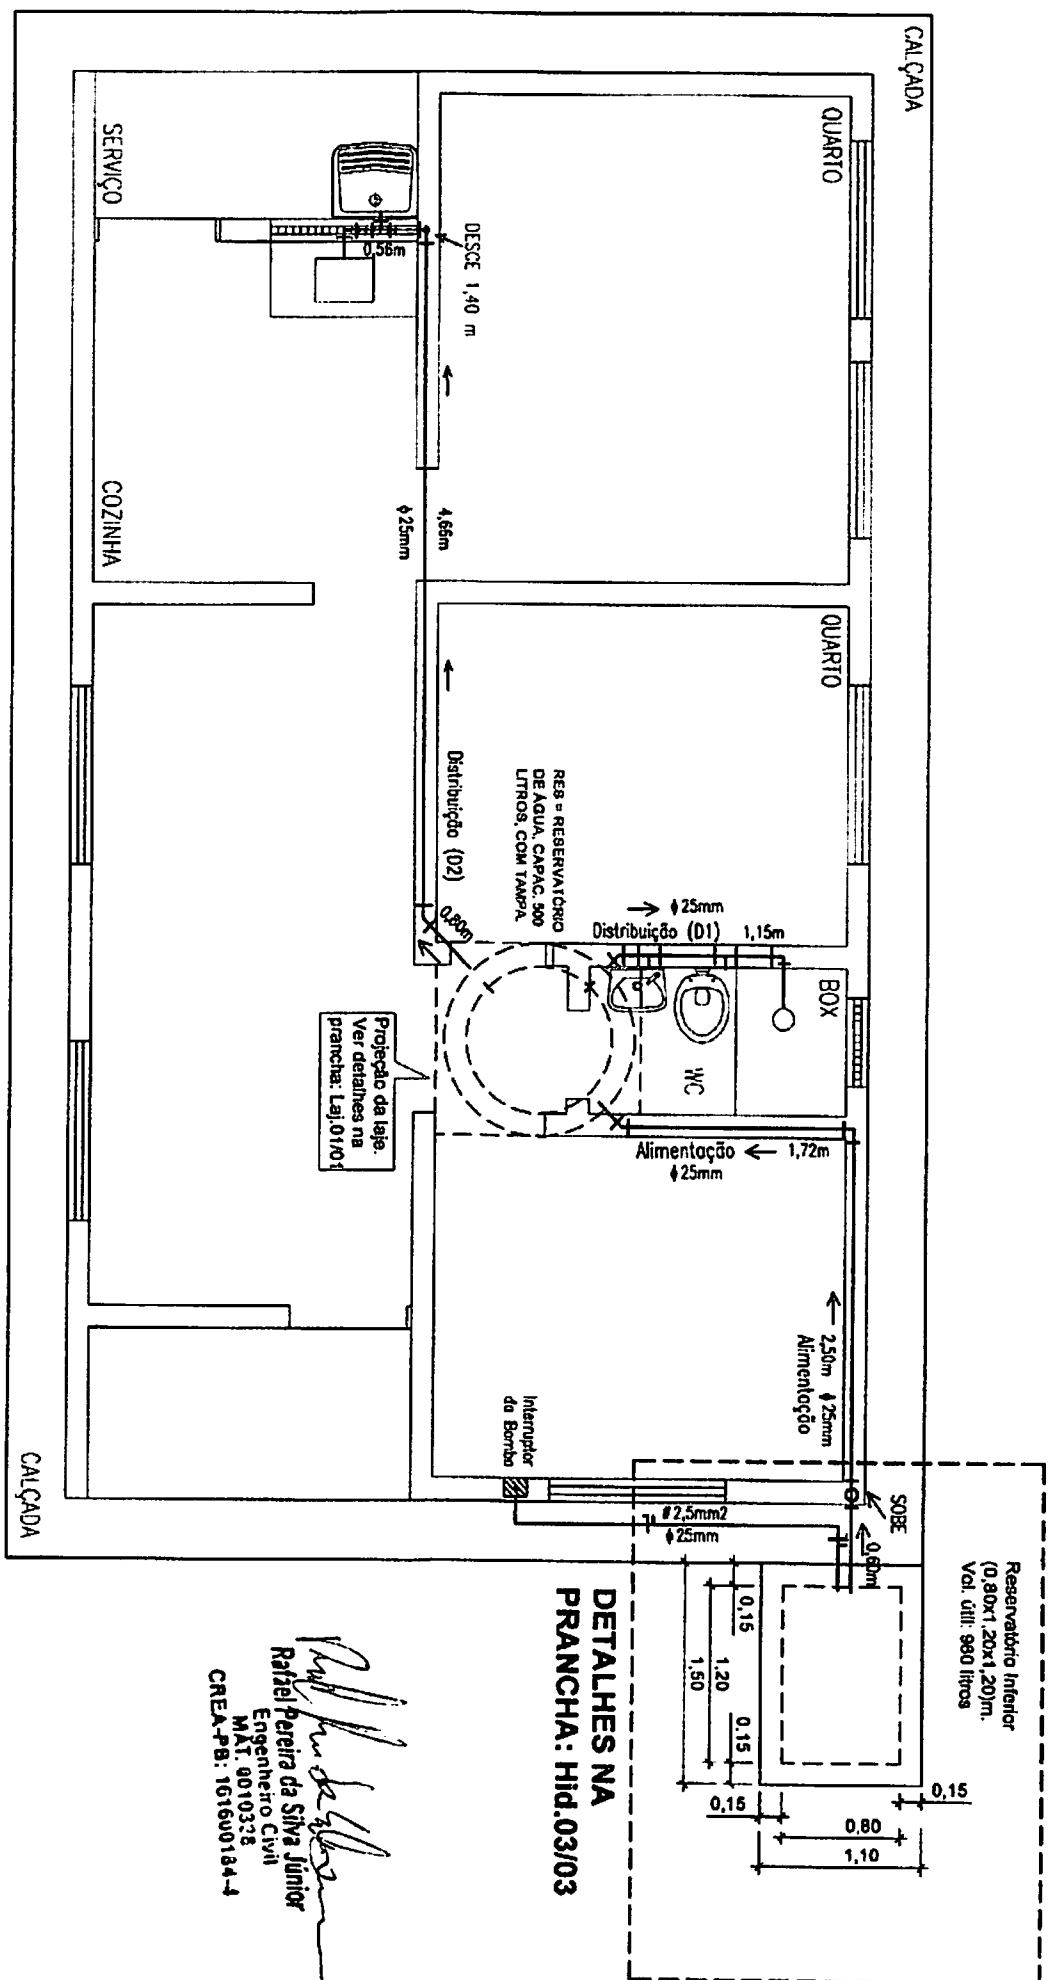 CALÇADA
QUARTO
SERVIÇO
0,56m
DESCE 1,40 m
COZINHA
4,66m
ϕ25mm
QUARTO
Distribuição (D2)
RES = RESERVATÓRIO
DE ÁGUA, CAPAC. 500
LITROS, COM TAMPA.
0,80m
ϕ25mm
Distribuição (D1)
1,15m
BOX
WC
Projeção da laje.
Ver detalhes na
prancha: Laj.01/01
Alimentação
1,72m
ϕ25mm
2,50m ϕ25mm
Alimentação
Interruptor
da Bomba
SOBE
#2,5mm2
ϕ25mm
0,60m
CALÇADA
Reservatório Inferior
(0,80x1,20x1,20)m.
Vol. útil: 960 litros
0,15
1,20
0,15
1,50
0,15
0,80
0,15
1,10
DETALHES NA
PRANCHA: Hid.03/03
Rafael Pereira da Silva Júnior
Engenheiro Civil